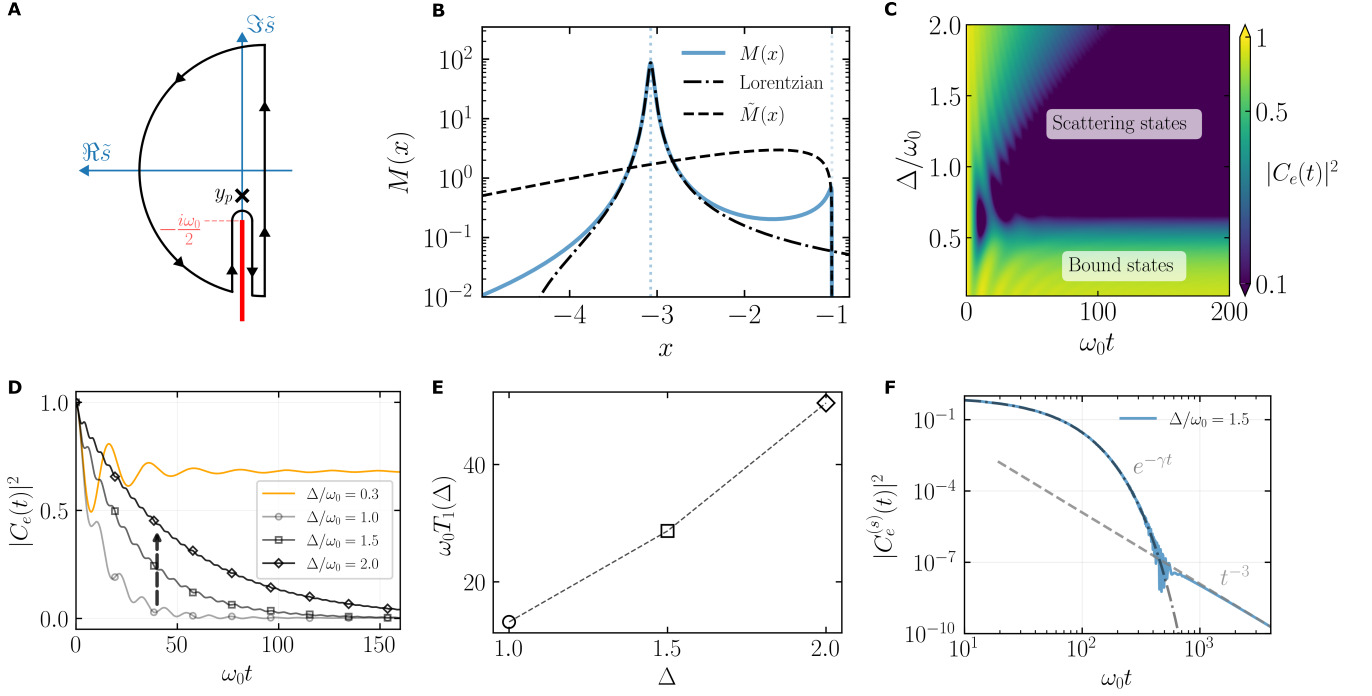 A
ℑs̃
ℜs̃
y_p
−iω₀/2
B
M(x)
10²
10¹
10⁰
10⁻¹
10⁻²
M(x)
Lorentzian
M̃(x)
−4
−3
−2
−1
x
C
Δ/ω₀
2.0
1.5
1.0
0.5
0
100
200
ω₀t
Scattering states
Bound states
1
0.5
0.1
|C_e(t)|²
D
|C_e(t)|²
1.0
0.5
0.0
Δ/ω₀ = 0.3
Δ/ω₀ = 1.0
Δ/ω₀ = 1.5
Δ/ω₀ = 2.0
0
50
100
150
ω₀t
E
ω₀T₁(Δ)
40
20
1.0
1.5
2.0
Δ
F
|C_e^(s)(t)|²
10⁻¹
10⁻⁴
10⁻⁷
10⁻¹⁰
Δ/ω₀ = 1.5
e^−γt
t⁻³
10¹
10²
10³
ω₀t